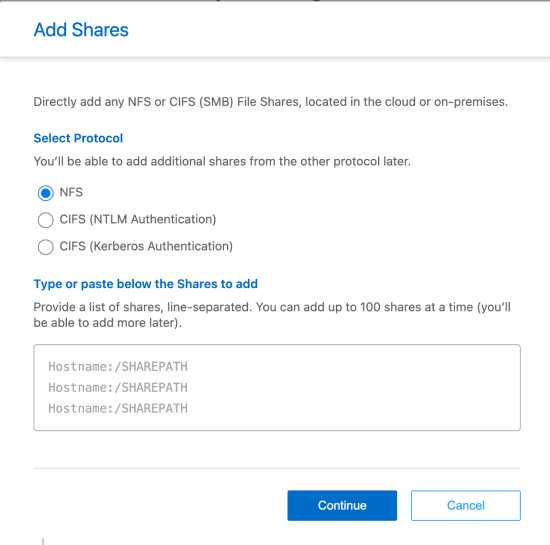 Add Shares
Directly add any NFS or CIFS (SMB) File Shares, located in the cloud or on-premises.
Select Protocol
You'll be able to add additional shares from the other protocol later.
NFS
CIFS (NTLM Authentication)
CIFS (Kerberos Authentication)
Type or paste below the Shares to add
Provide a list of shares, line-separated. You can add up to 100 shares at a time (you'll
be able to add more later).
Hostname:/SHAREPATH
Hostname:/SHAREPATH
Hostname:/SHAREPATH
Continue
Cancel